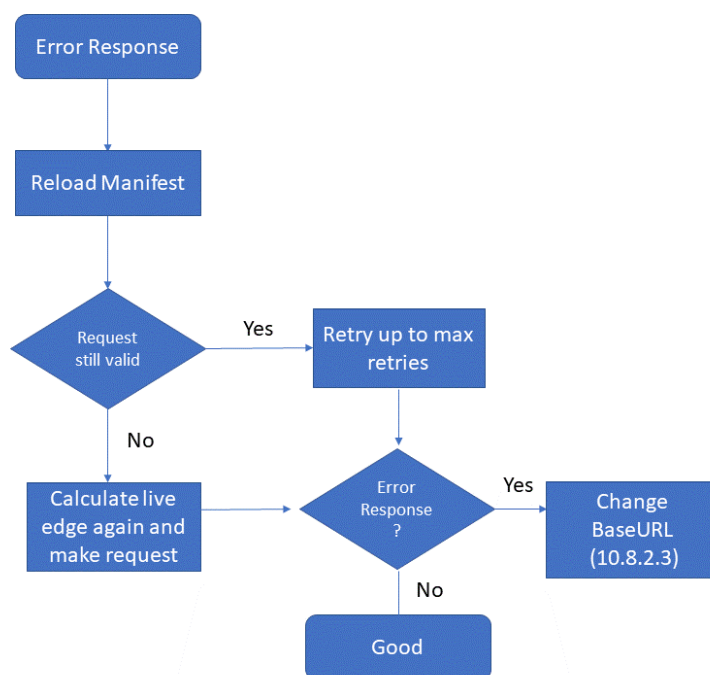 Error Response
Reload Manifest
Request
still valid
Yes
Retry up to max
retries
No
Calculate live
edge again and
make request
Error
Response
?
Yes
Change
BaseURL
(10.8.2.3)
No
Good